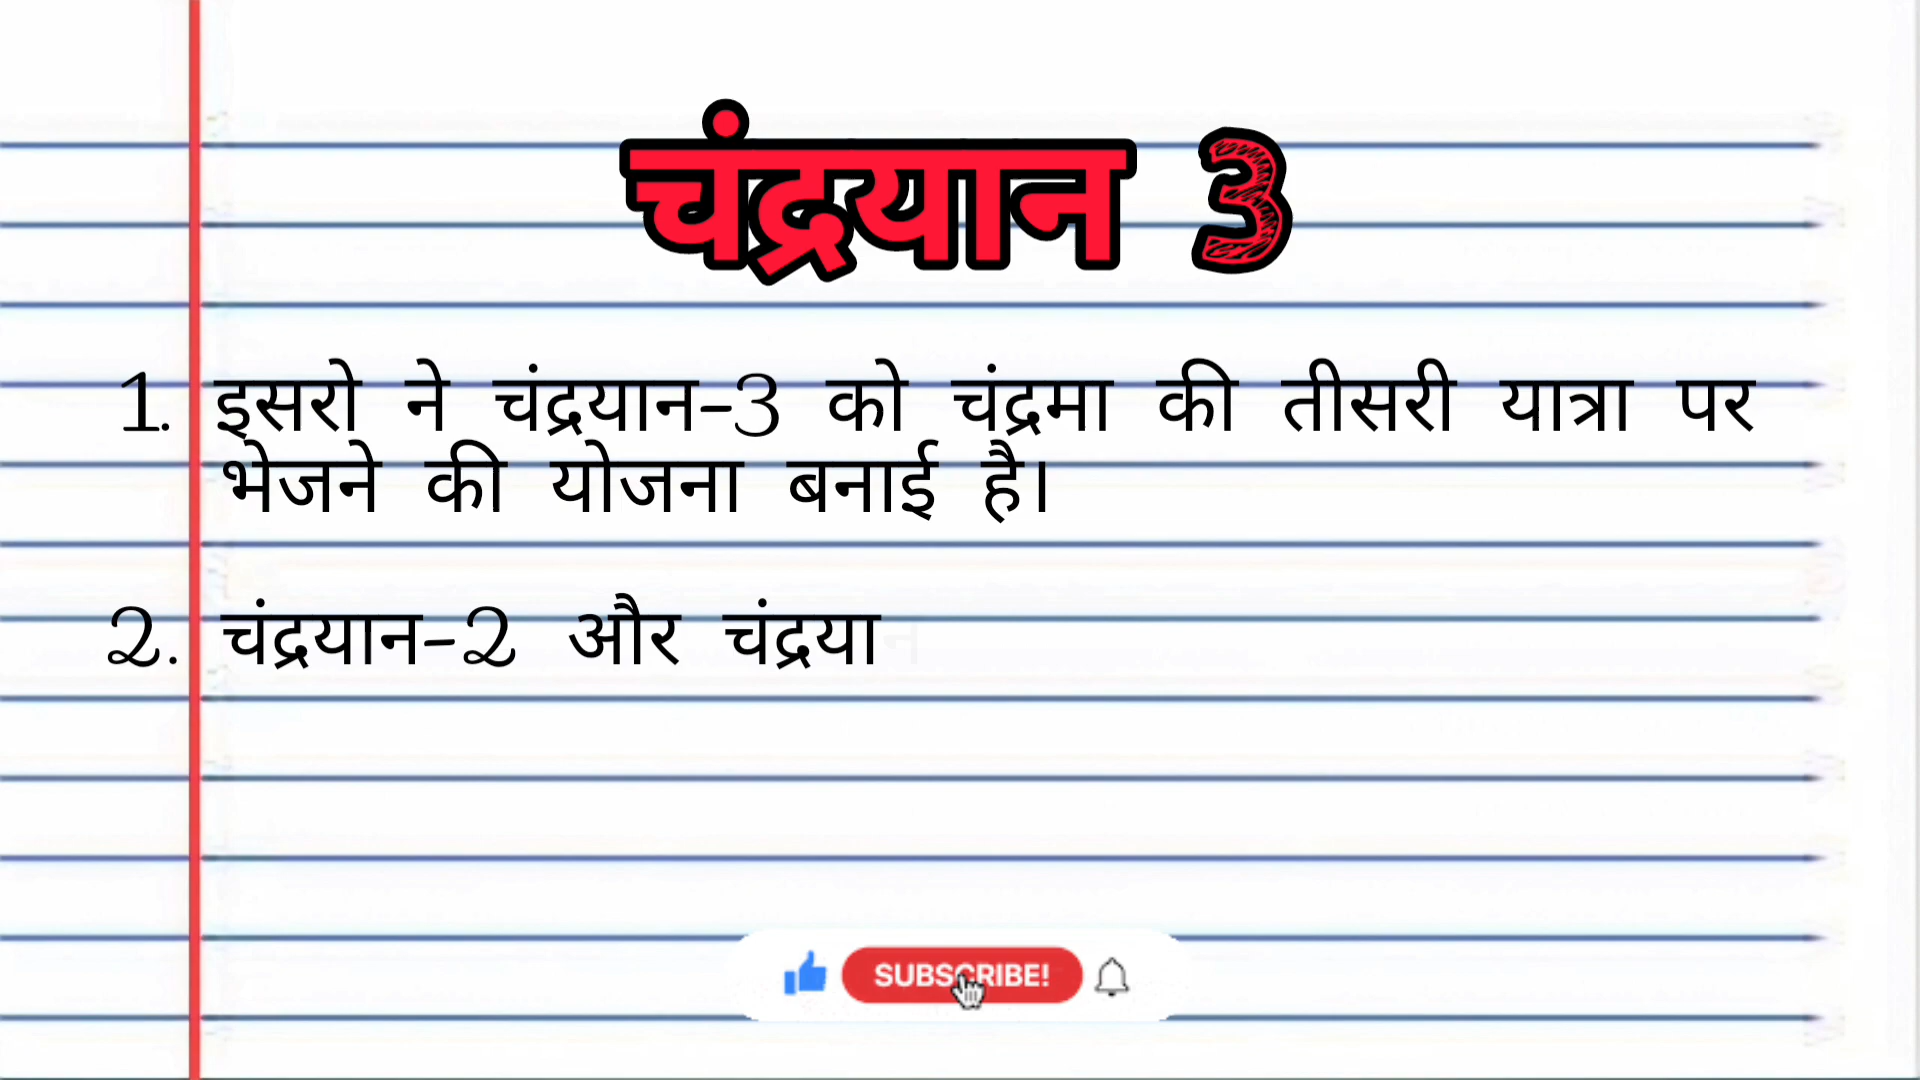 चंद्रयान 3
1. इसरो ने चंद्रयान-3 को चंद्रमा की तीसरी यात्रा पर
भेजने की योजना बनाई है।
2. चंद्रयान-2 और चंद्रयान
SUBSCRIBE!